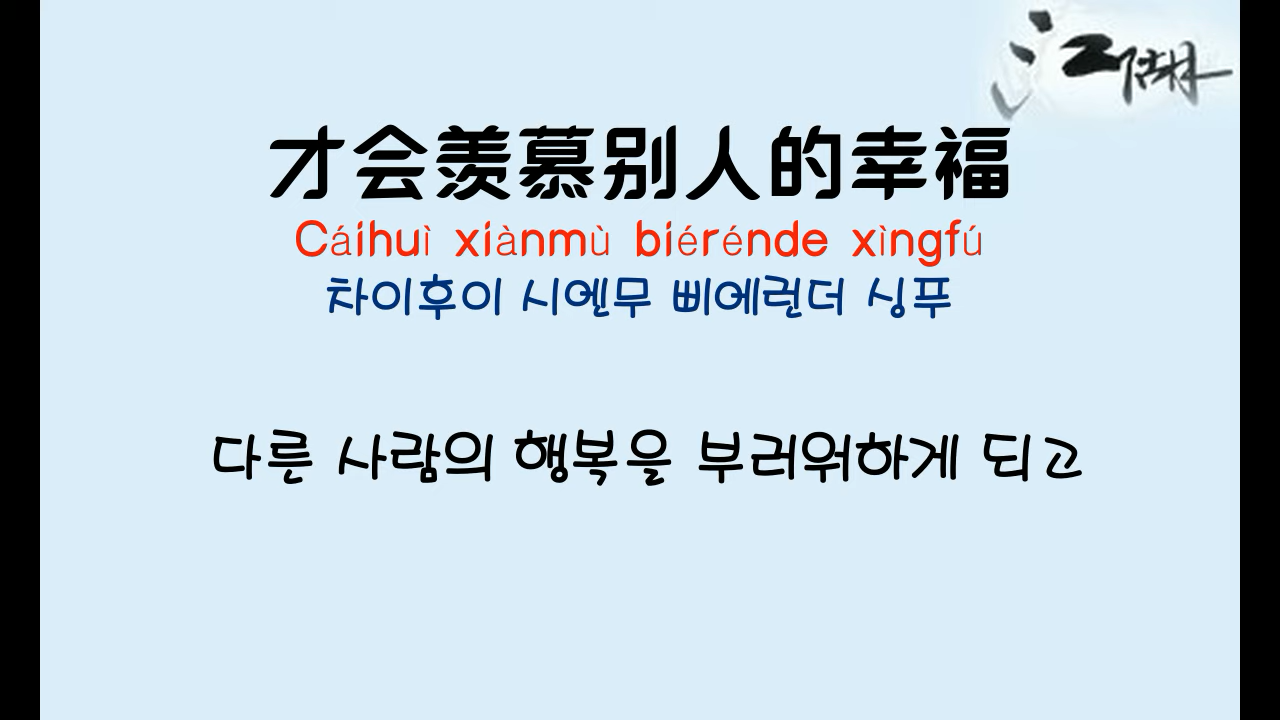 江湖
才会羡慕别人的幸福
Cáihuì xiànmù biérénde xìngfú
차이후이 시엔무 삐에런더 싱푸
다른 사람의 행복을 부러워하게 되고